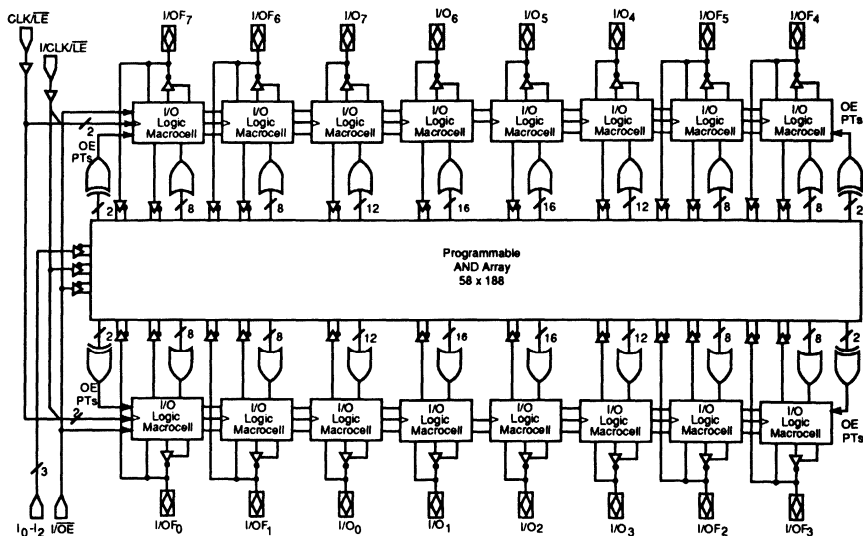 CLK/LE I/OF7 I/OF6 I/O7 I/O6 I/O5 I/O4 I/OF5 I/OF4
I/CLK/LE
I/O Logic Macrocell I/O Logic Macrocell I/O Logic Macrocell I/O Logic Macrocell I/O Logic Macrocell I/O Logic Macrocell I/O Logic Macrocell I/O Logic Macrocell
2
OE PTs OE PTs
2 8 8 12 16 16 12 8 8 2
Programmable
AND Array
58 x 188
2 8 8 12 16 16 12 8 8 2
OE PTs OE PTs
2
I/O Logic Macrocell I/O Logic Macrocell I/O Logic Macrocell I/O Logic Macrocell I/O Logic Macrocell I/O Logic Macrocell I/O Logic Macrocell I/O Logic Macrocell
3
I0-I2 I/OE I/OF0 I/OF1 I/O0 I/O1 I/O2 I/O3 I/OF2 I/OF3